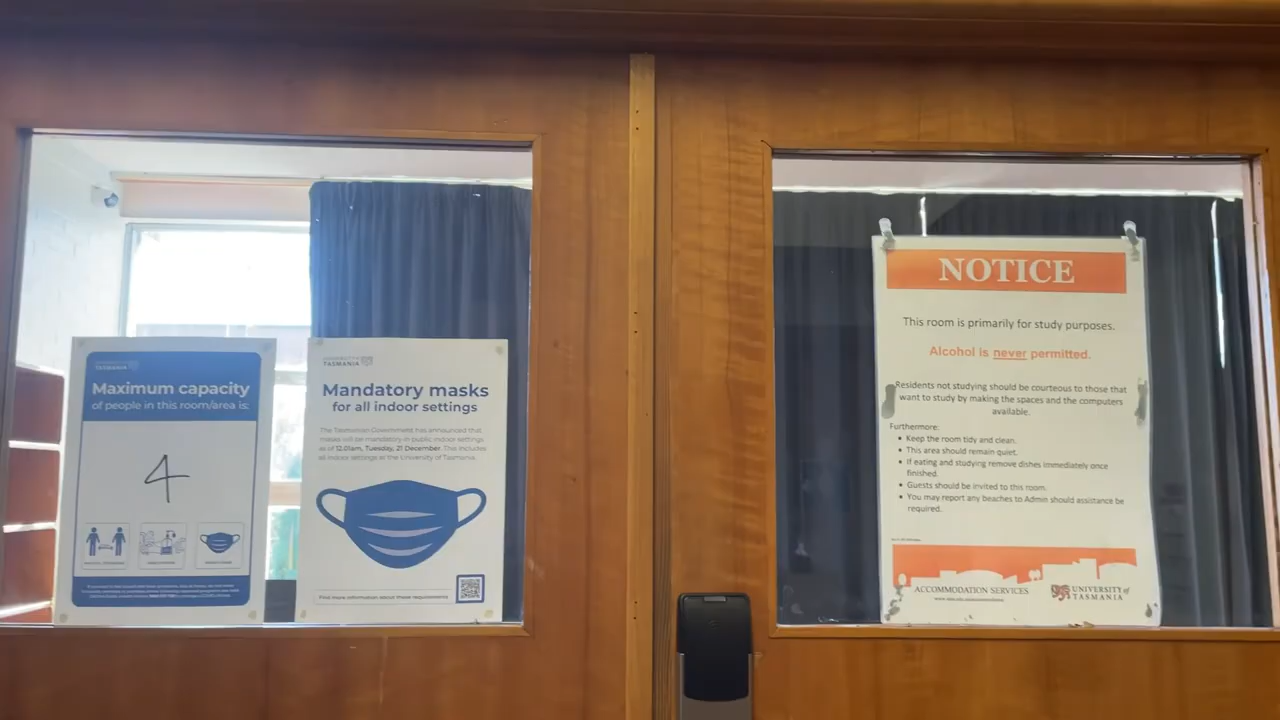 UNIVERSITY of
TASMANIA
Maximum capacity
of people in this room/area is:
4
UNIVERSITY of
TASMANIA
Mandatory masks
for all indoor settings
The Tasmanian Government has announced that
masks will be mandatory in public indoor settings
as of 12.01am, Tuesday, 21 December. This includes
all indoor settings at the University of Tasmania.
Find more information about these requirements
NOTICE
This room is primarily for study purposes.
Alcohol is never permitted.
Residents not studying should be courteous to those that
want to study by making the spaces and the computers
available.
Furthermore:
• Keep the room tidy and clean.
• This area should remain quiet.
• If eating and studying remove dishes immediately once
finished.
• Guests should be invited to this room.
• You may report any beaches to Admin should assistance be
required.
ACCOMMODATION SERVICES
UNIVERSITY of
TASMANIA